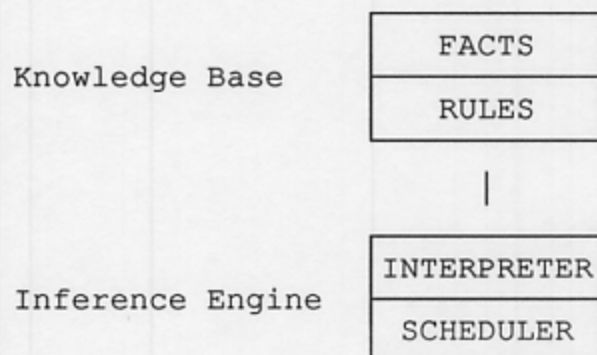 FACTS
Knowledge Base
RULES
INTERPRETER
Inference Engine
SCHEDULER